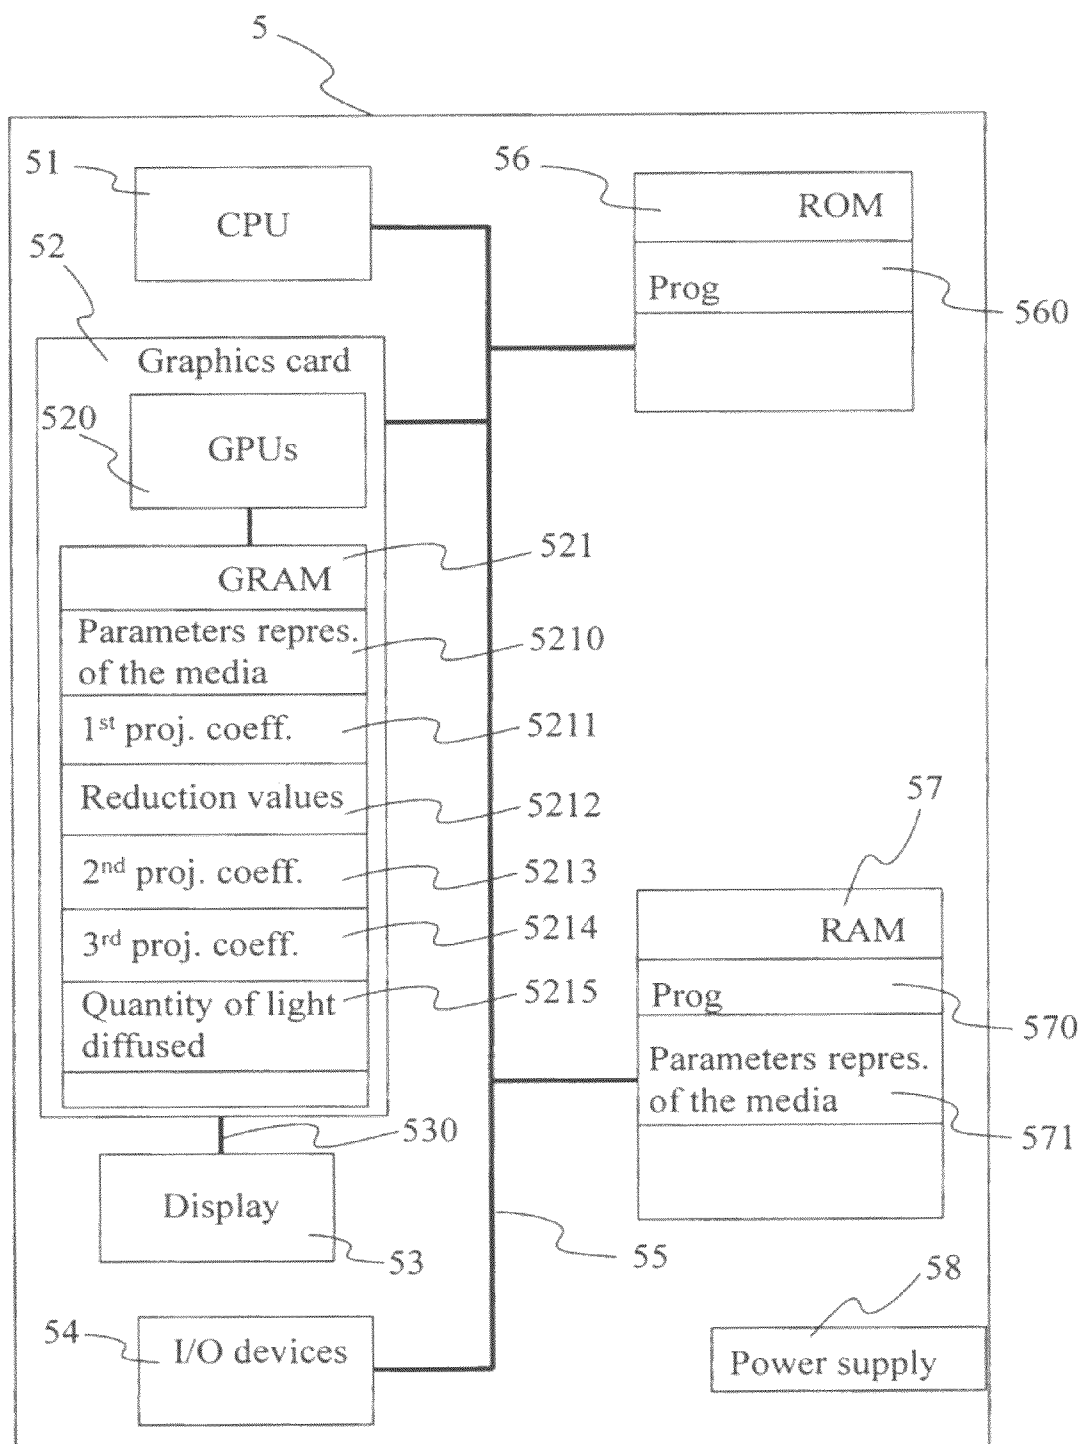 5
51
CPU
56
ROM
Prog
560
52
Graphics card
520
GPUs
521
GRAM
Parameters repres.
of the media
5210
1st proj. coeff.
5211
Reduction values
5212
2nd proj. coeff.
5213
3rd proj. coeff.
5214
Quantity of light
diffused
5215
57
RAM
Prog
570
Parameters repres.
of the media
571
530
Display
53
55
54
I/O devices
58
Power supply